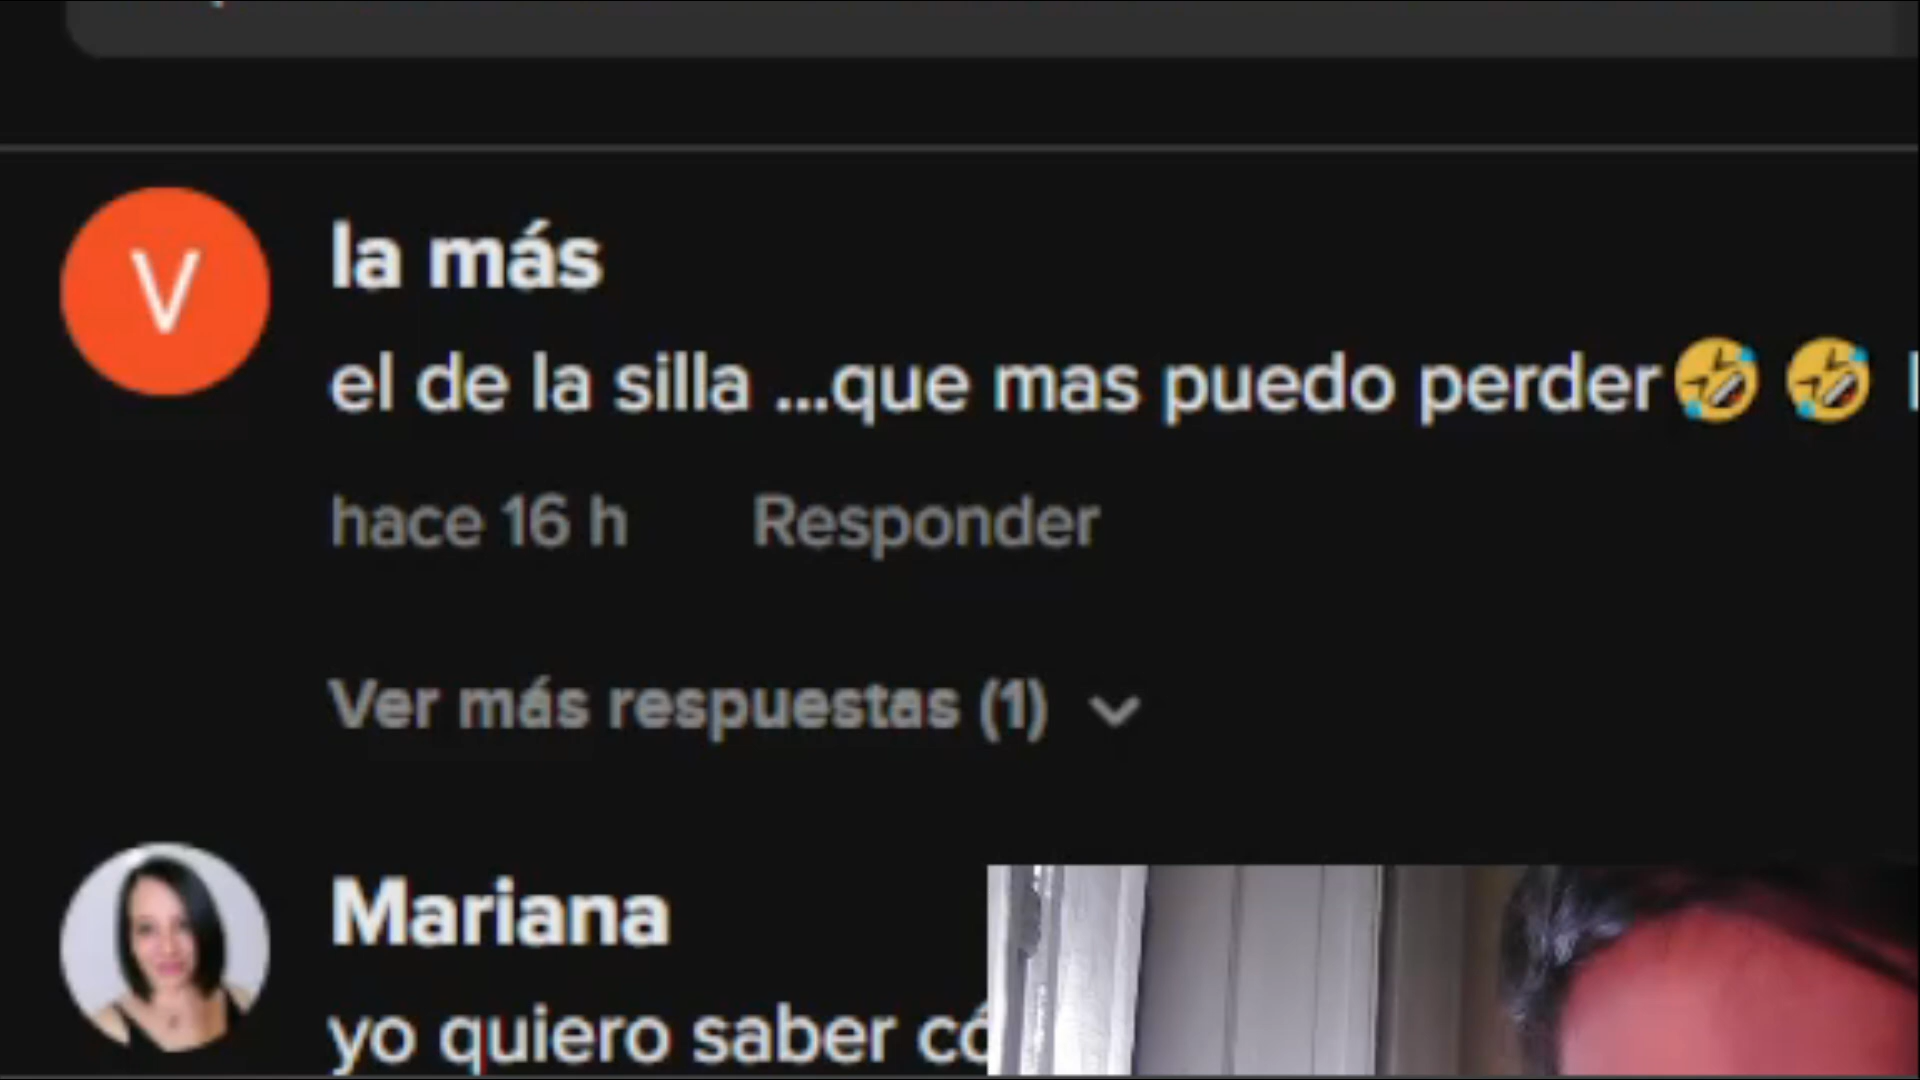 V
la más
el de la silla ...que mas puedo perder🤣🤣
hace 16 h Responder
Ver más respuestas (1)
Mariana
yo quiero saber có